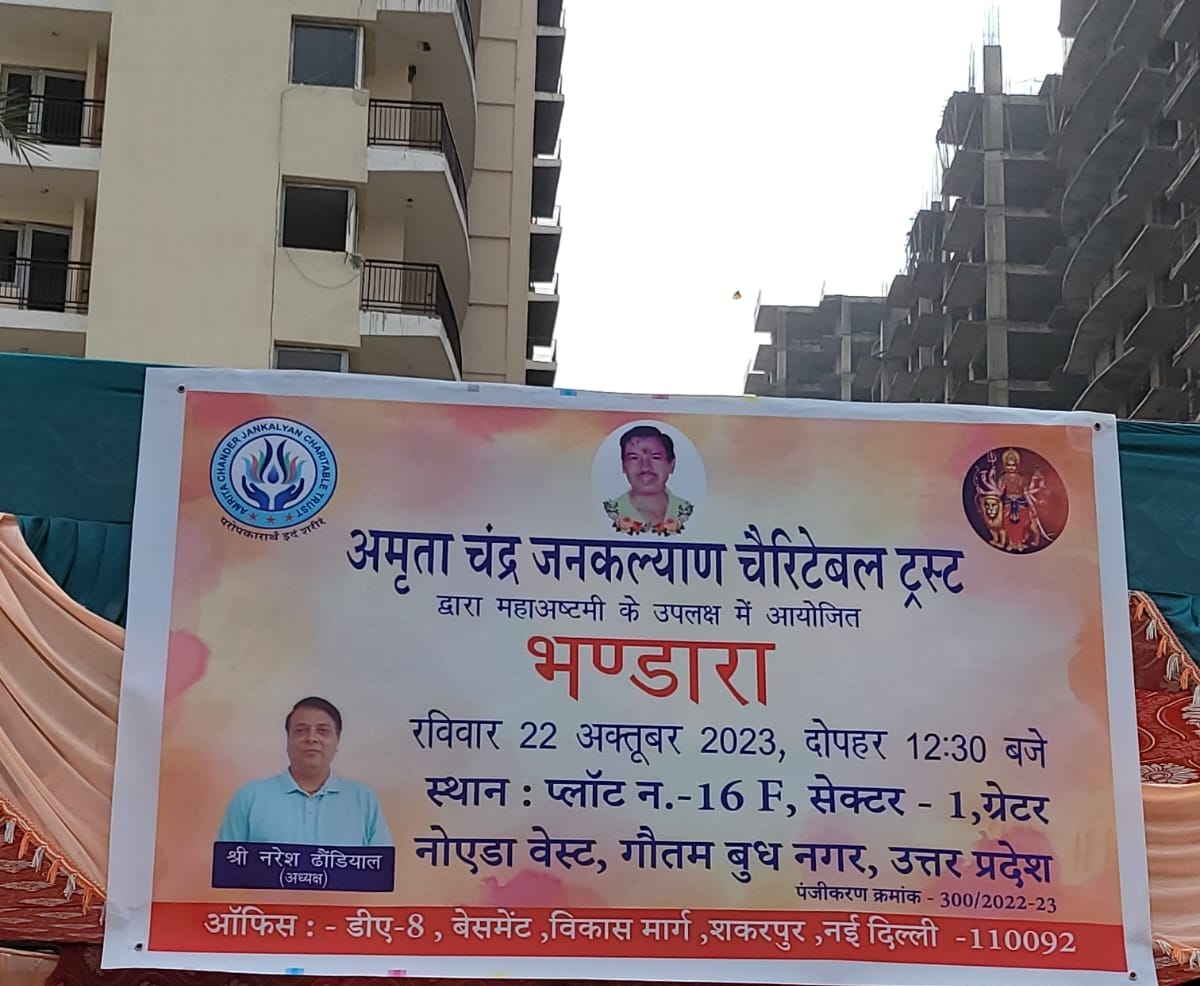 AMRITA CHANDER JANKALYAN CHARITABLE TRUST
परोपकारार्थ इदं शरीरं
अमृता चंद्र जनकल्याण चैरिटेबल ट्रस्ट
द्वारा महाअष्टमी के उपलक्ष में आयोजित
भण्डारा
रविवार 22 अक्तूबर 2023, दोपहर 12:30 बजे
स्थान : प्लॉट न.-16 F, सेक्टर - 1,ग्रेटर
नोएडा वेस्ट, गौतम बुध नगर, उत्तर प्रदेश
श्री नरेश ढौंडियाल
(अध्यक्ष)
पंजीकरण क्रमांक - 300/2022-23
ऑफिस : - डीए-8 , बेसमेंट ,विकास मार्ग ,शकरपुर ,नई दिल्ली -110092